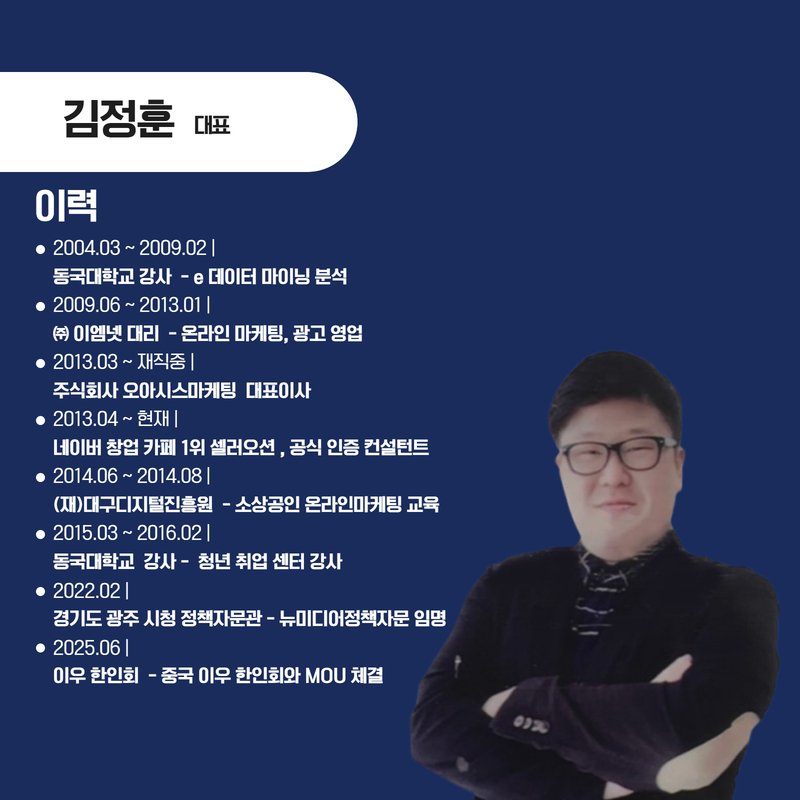 김정훈 대표
이력
● 2004.03 ~ 2009.02 |
동국대학교 강사 - e 데이터 마이닝 분석
● 2009.06 ~ 2013.01 |
㈜ 이엠넷 대리 - 온라인 마케팅, 광고 영업
● 2013.03 ~ 재직중 |
주식회사 오아시스마케팅 대표이사
● 2013.04 ~ 현재 |
네이버 창업 카페 1위 셀러오션 , 공식 인증 컨설턴트
● 2014.06 ~ 2014.08 |
(재)대구디지털진흥원 - 소상공인 온라인마케팅 교육
● 2015.03 ~ 2016.02 |
동국대학교 강사 - 청년 취업 센터 강사
● 2022.02 |
경기도 광주 시청 정책자문관 - 뉴미디어정책자문 임명
● 2025.06 |
이우 한인회 - 중국 이우 한인회와 MOU 체결